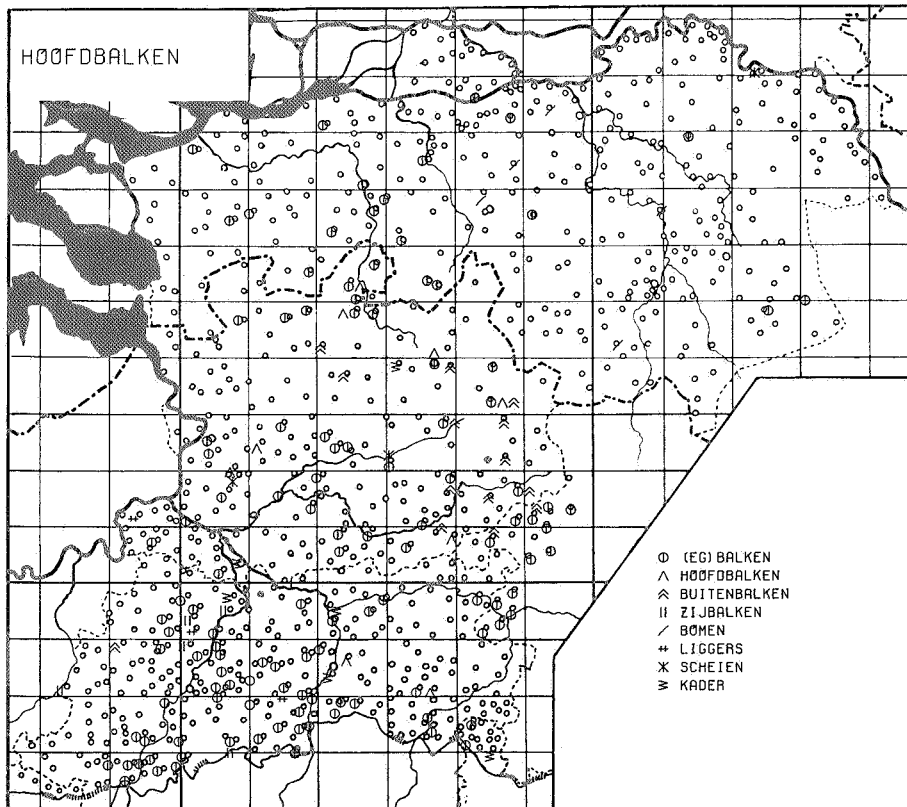 HOOFDBALKEN
(EG)BALKEN
HOOFDBALKEN
BUITENBALKEN
ZIJBALKEN
BOMEN
LIGGERS
SCHEIEN
KADER